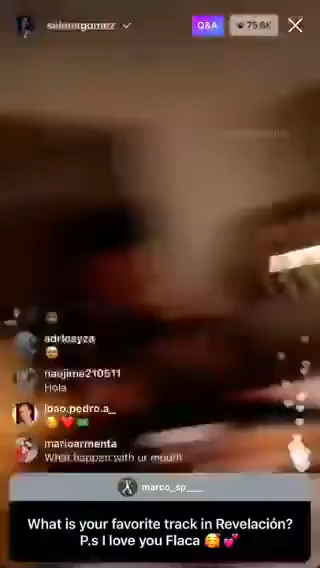 selenagomez
Q&A
75.6K
adrkayza
🤩
naujime210511
Hola
joao.pedro.a_
🥰❤️
marioarmenta
What happen with ur mouth
marco_sp___
What is your favorite track in Revelación?
P.s I love you Flaca 🥰 💕